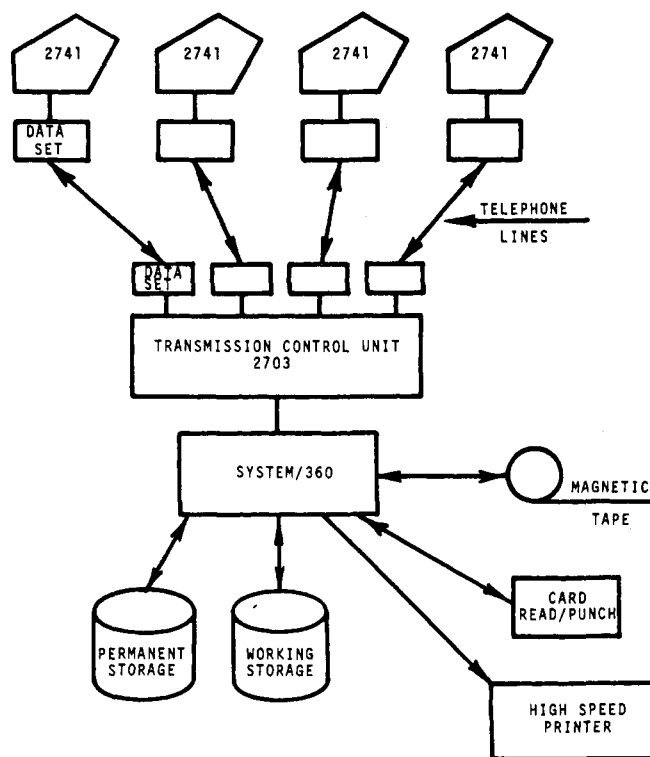 2741
2741
2741
2741
DATA
SET
TELEPHONE
LINES
DATA
SET
TRANSMISSION CONTROL UNIT
2703
SYSTEM/360
MAGNETIC
TAPE
CARD
READ/PUNCH
PERMANENT
STORAGE
WORKING
STORAGE
HIGH SPEED
PRINTER